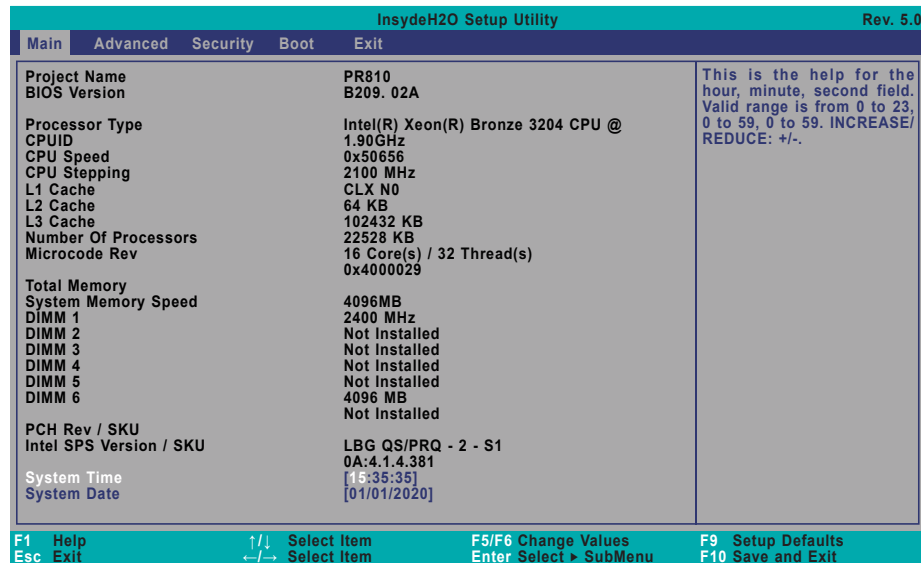 InsydeH2O Setup Utility Rev. 5.0
Main Advanced Security Boot Exit
Project Name PR810
BIOS Version B209. 02A
Processor Type Intel(R) Xeon(R) Bronze 3204 CPU @
CPUID 1.90GHz
CPU Speed 0x50656
CPU Stepping 2100 MHz
L1 Cache CLX N0
L2 Cache 64 KB
L3 Cache 102432 KB
Number Of Processors 22528 KB
Microcode Rev 16 Core(s) / 32 Thread(s)
0x4000029
Total Memory
System Memory Speed 4096MB
DIMM 1 2400 MHz
DIMM 2 Not Installed
DIMM 3 Not Installed
DIMM 4 Not Installed
DIMM 5 Not Installed
DIMM 6 4096 MB
Not Installed
PCH Rev / SKU
Intel SPS Version / SKU LBG QS/PRQ - 2 - S1
0A:4.1.4.381
System Time [15:35:35]
System Date [01/01/2020]
This is the help for the
hour, minute, second field.
Valid range is from 0 to 23,
0 to 59, 0 to 59. INCREASE/
REDUCE: +/-.
F1 Help ↑/↓ Select Item F5/F6 Change Values F9 Setup Defaults
Esc Exit ←/→ Select Item Enter Select ▸ SubMenu F10 Save and Exit